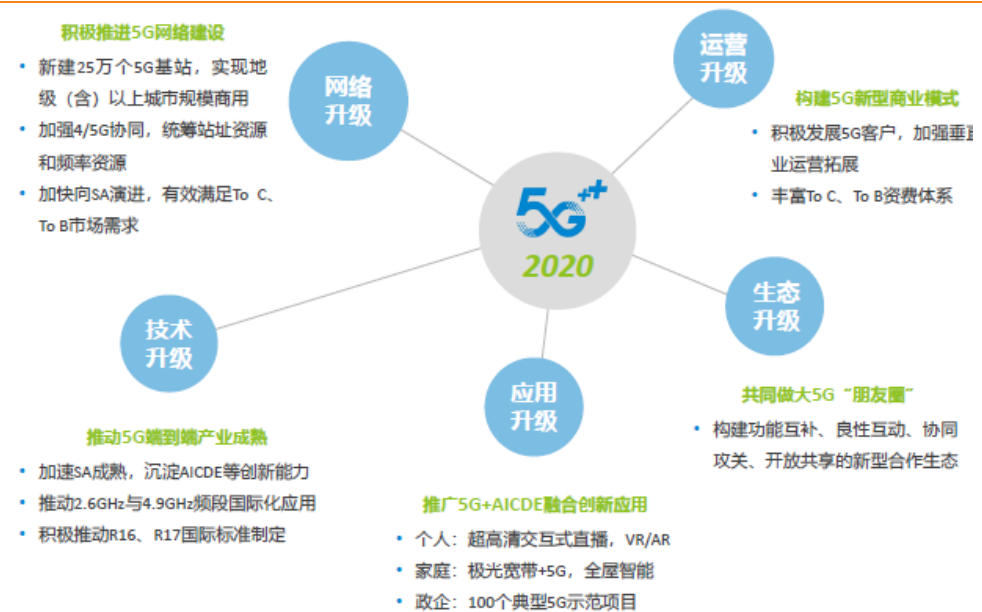 积极推进5G网络建设
• 新建25万个5G基站，实现地
级（含）以上城市规模商用
• 加强4/5G协同，统筹站址资源
和频率资源
• 加快向SA演进，有效满足To C、
To B市场需求
网络
升级
运营
升级
构建5G新型商业模式
• 积极发展5G客户，加强垂直
业运营拓展
• 丰富To C、To B资费体系
5G++
2020
生态
升级
共同做大5G“朋友圈”
• 构建功能互补、良性互动、协同
攻关、开放共享的新型合作生态
技术
升级
推动5G端到端产业成熟
• 加速SA成熟，沉淀AICDE等创新能力
• 推动2.6GHz与4.9GHz频段国际化应用
• 积极推动R16、R17国际标准制定
应用
升级
推广5G+AICDE融合创新应用
• 个人：超高清交互式直播，VR/AR
• 家庭：极光宽带+5G，全屋智能
• 政企：100个典型5G示范项目